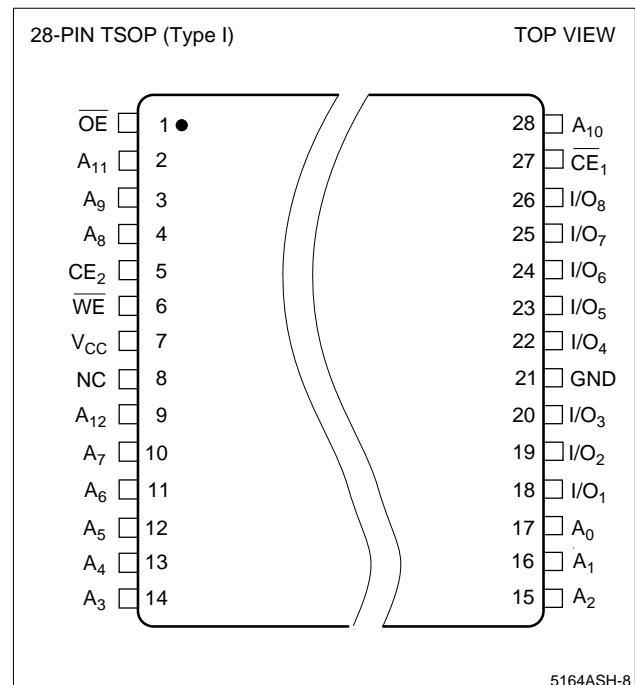 28-PIN TSOP (Type I) TOP VIEW
OE 1 28 A10
A11 2 27 CE1
A9 3 26 I/O8
A8 4 25 I/O7
CE2 5 24 I/O6
WE 6 23 I/O5
VCC 7 22 I/O4
NC 8 21 GND
A12 9 20 I/O3
A7 10 19 I/O2
A6 11 18 I/O1
A5 12 17 A0
A4 13 16 A1
A3 14 15 A2
5164ASH-8